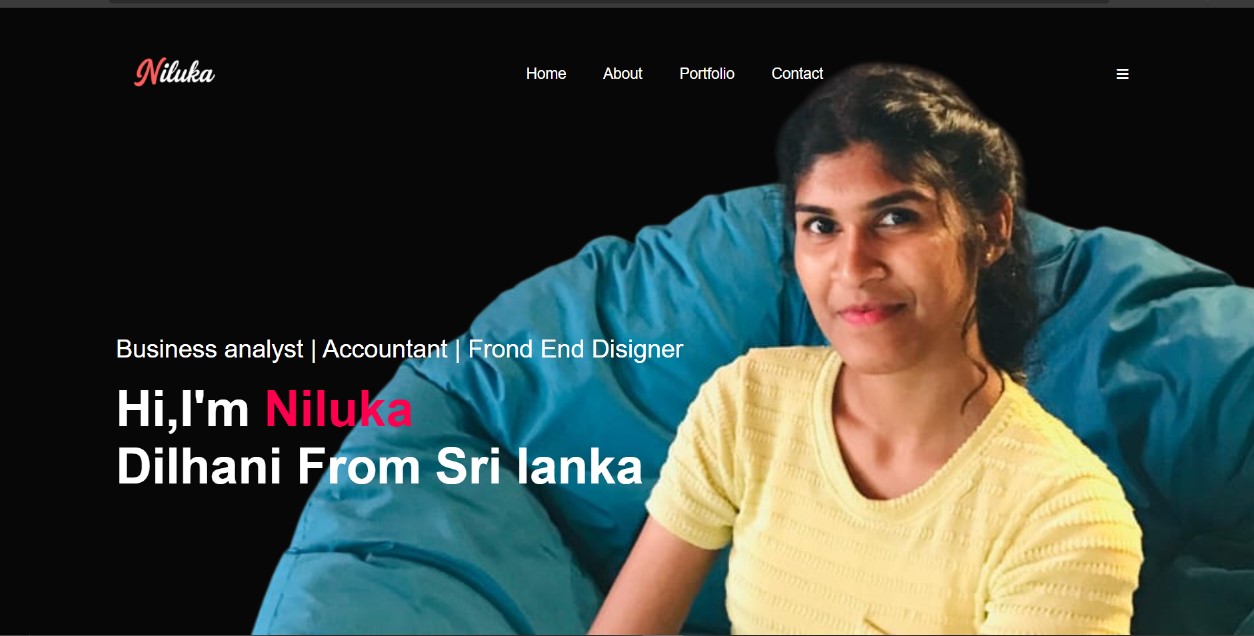 Niluka
Home About Portfolio Contact
Business analyst | Accountant | Frond End Disigner
Hi,I'm Niluka
Dilhani From Sri lanka